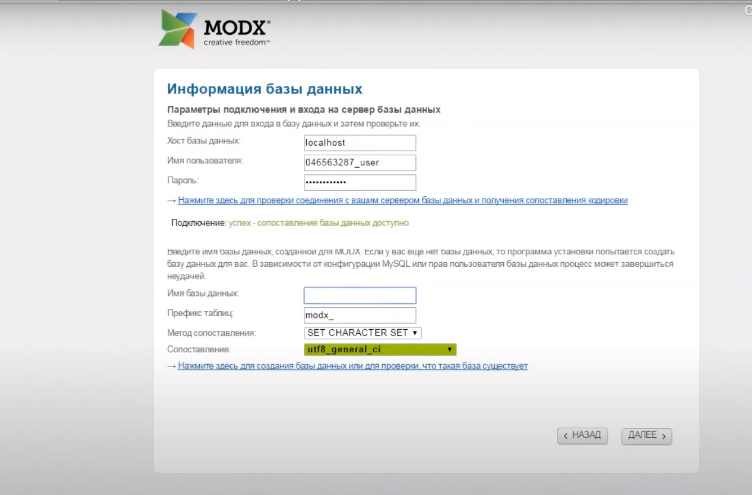 MODX®
creative freedom™
Информация базы данных
Параметры подключения и входа на сервер базы данных
Введите данные для входа в базу данных и затем проверьте их.
Хост базы данных: localhost
Имя пользователя: 046563287_user
Пароль: ••••••••••••
→ Нажмите здесь для проверки соединения с вашим сервером базы данных и получения сопоставления кодировки
Подключение: успех - сопоставление базы данных доступно
Введите имя базы данных, созданной для MODX. Если у вас еще нет базы данных, то программа установки попытается создать
базу данных для вас. В зависимости от конфигурации MySQL или прав пользователя базы данных процесс может завершиться
неудачей.
Имя базы данных:
Префикс таблиц: modx_
Метод сопоставления: SET CHARACTER SET
Сопоставление: utf8_general_ci
→ Нажмите здесь для создания базы данных или для проверки, что такая база существует
‹ НАЗАД ДАЛЕЕ ›